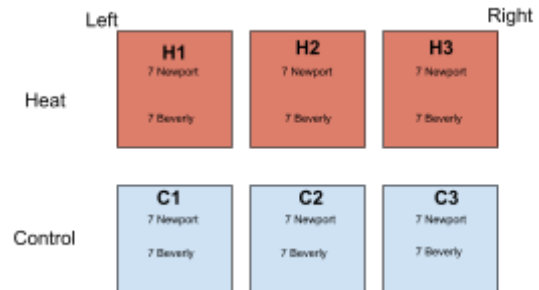 Left
Right
H1
H2
H3
7 Newport
7 Newport
7 Newport
Heat
7 Beverly
7 Beverly
7 Beverly
C1
C2
C3
7 Newport
7 Newport
7 Newport
Control
7 Beverly
7 Beverly
7 Beverly